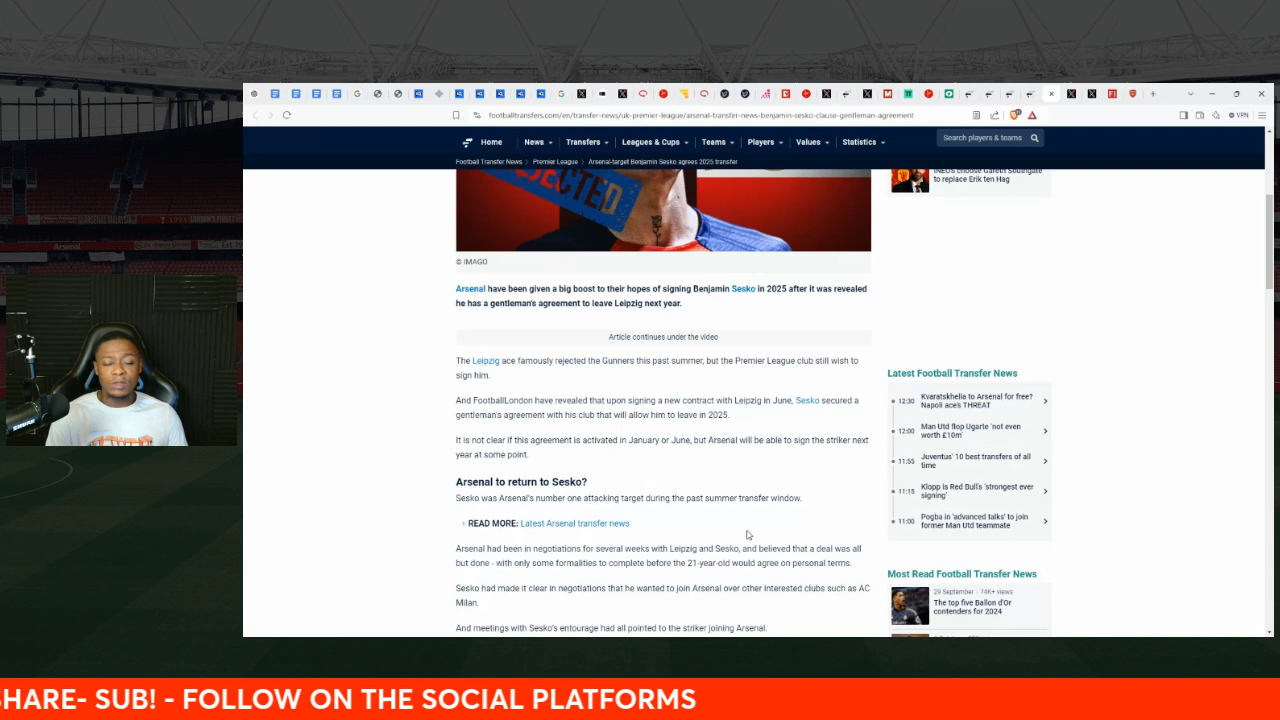 footballtransfers.com/en/transfer-news/uk-premier-league/arsenal-transfer-news-benjamin-sesko-clause-gentleman-agreement
VPN
Home News Transfers Leagues & Cups Teams Players Values Statistics Search players & teams
Football Transfer News > Premier League > Arsenal-target Benjamin Sesko agrees 2025 transfer
JECTED
© IMAGO
Arsenal have been given a big boost to their hopes of signing Benjamin Sesko in 2025 after it was revealed
he has a gentleman's agreement to leave Leipzig next year.
Article continues under the video
The Leipzig ace famously rejected the Gunners this past summer, but the Premier League club still wish to
sign him.
And FootballLondon have revealed that upon signing a new contract with Leipzig in June, Sesko secured a
gentleman's agreement with his club that will allow him to leave in 2025.
It is not clear if this agreement is activated in January or June, but Arsenal will be able to sign the striker next
year at some point.
Arsenal to return to Sesko?
Sesko was Arsenal's number one attacking target during the past summer transfer window.
› READ MORE: Latest Arsenal transfer news
Arsenal had been in negotiations for several weeks with Leipzig and Sesko, and believed that a deal was all
but done - with only some formalities to complete before the 21-year-old would agree on personal terms.
Sesko had made it clear in negotiations that he wanted to join Arsenal over other interested clubs such as AC
Milan.
And meetings with Sesko's entourage had all pointed to the striker joining Arsenal.
INEOS choose Gareth Southgate
to replace Erik ten Hag
Latest Football Transfer News
12:30 Kvaratskhelia to Arsenal for free?
Napoli ace's THREAT
12:00 Man Utd flop Ugarte 'not even
worth £10m'
11:55 Juventus' 10 best transfers of all
time
11:15 Klopp is Red Bull's 'strongest ever
signing'
11:00 Pogba in 'advanced talks' to join
former Man Utd teammate
Most Read Football Transfer News
29 September - 74K+ views
The top five Ballon d'Or
contenders for 2024
Arsenal
SHURE
SHARE- SUB! - FOLLOW ON THE SOCIAL PLATFORMS